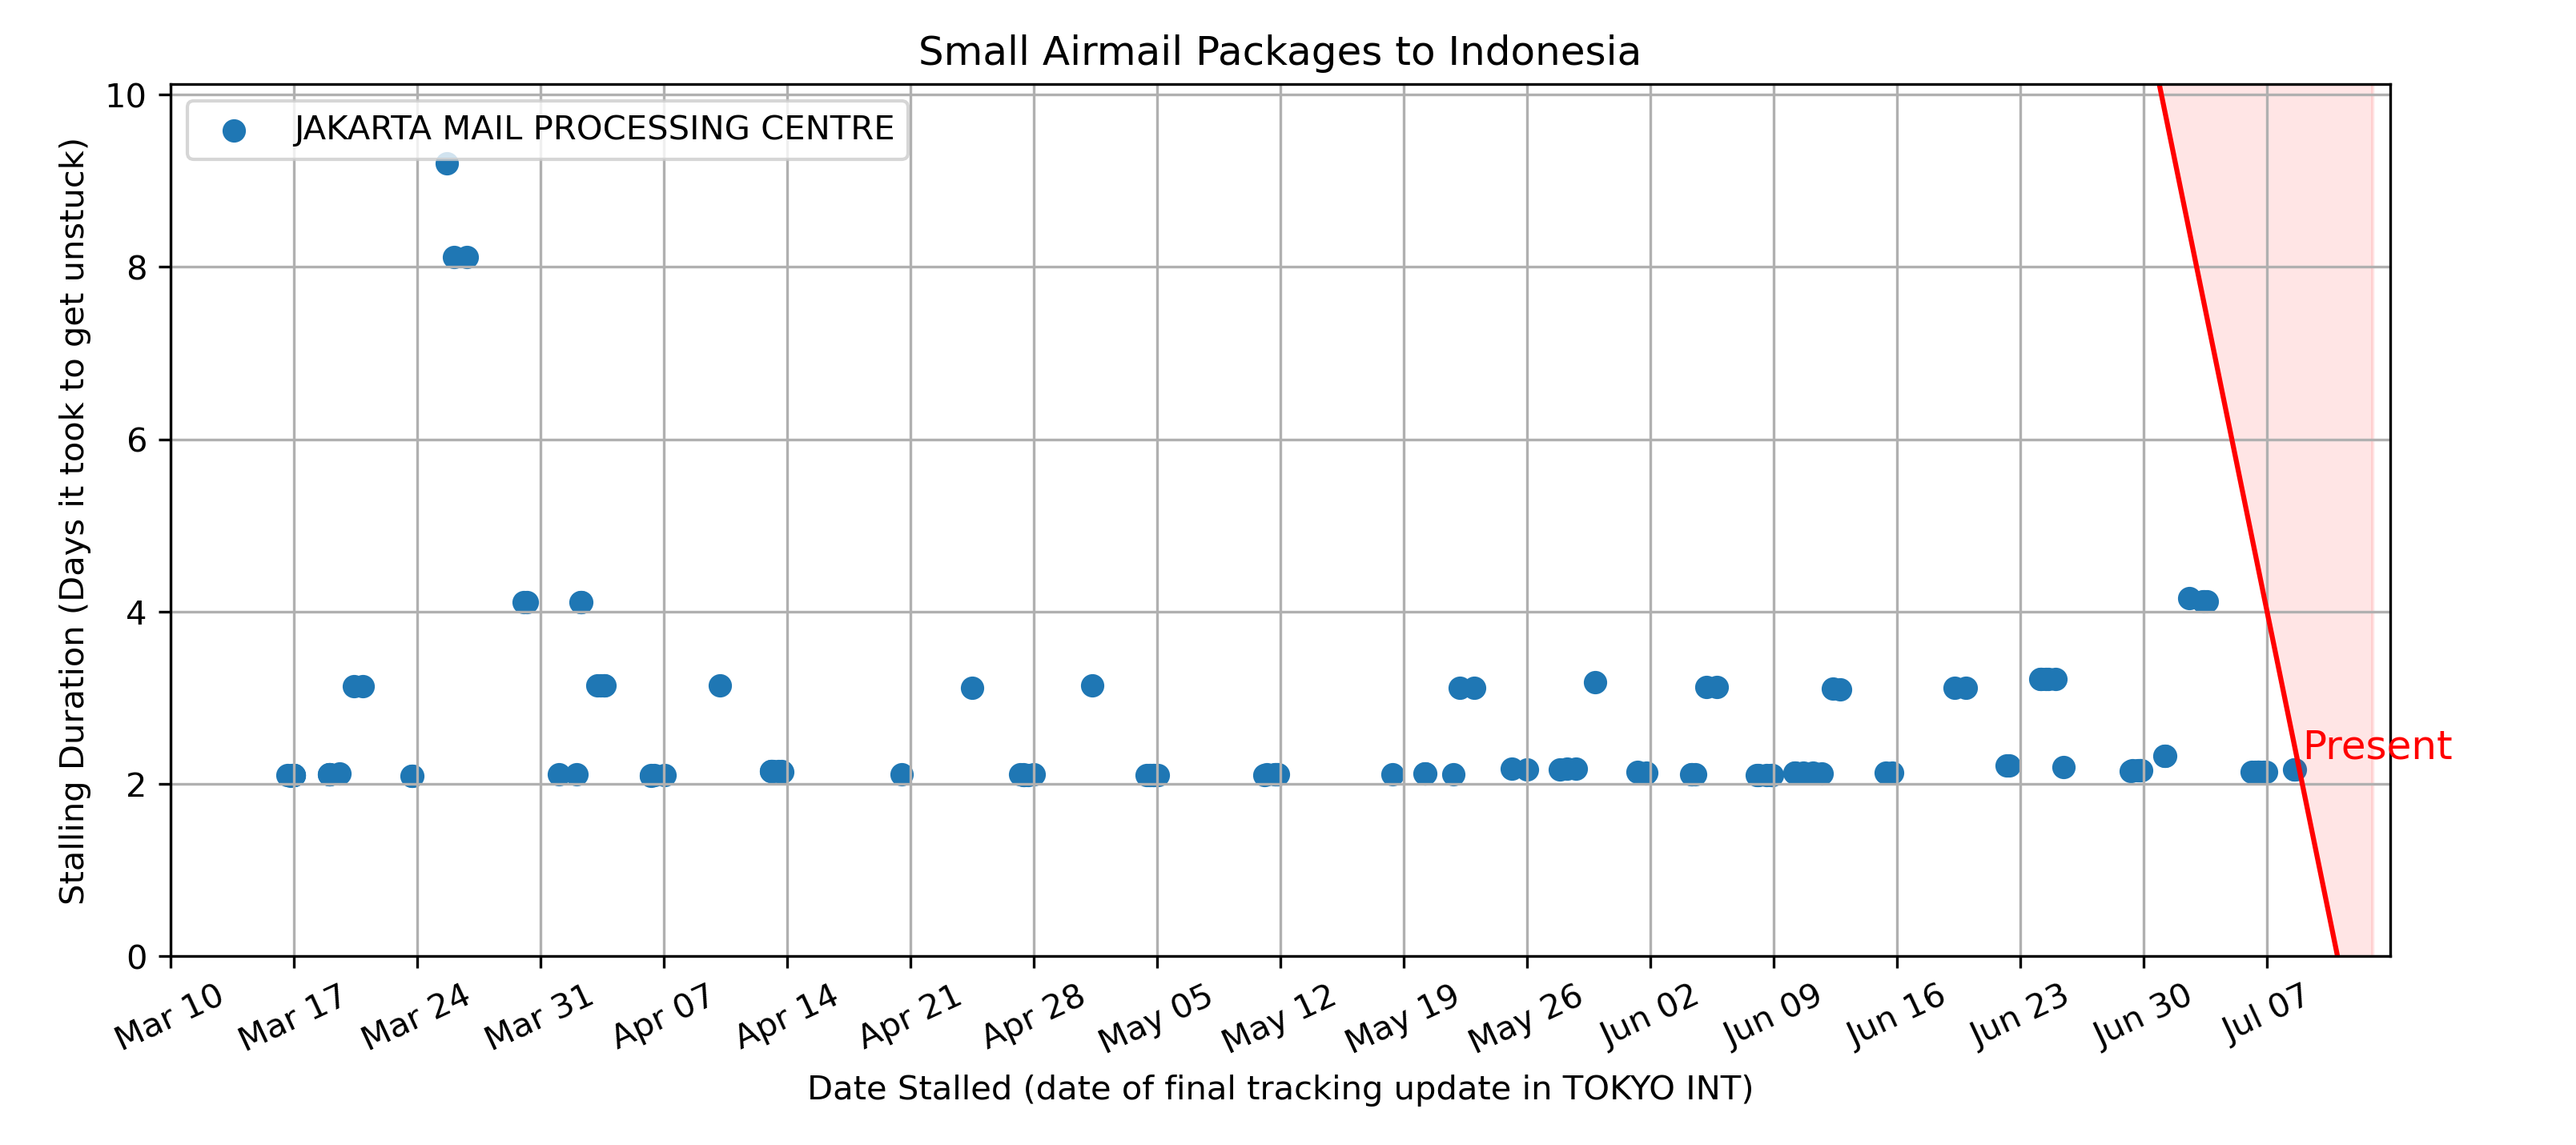 Small Airmail Packages to Indonesia
JAKARTA MAIL PROCESSING CENTRE
Stalling Duration (Days it took to get unstuck)
10
8
6
4
2
0
Present
Mar 10
Mar 17
Mar 24
Mar 31
Apr 07
Apr 14
Apr 21
Apr 28
May 05
May 12
May 19
May 26
Jun 02
Jun 09
Jun 16
Jun 23
Jun 30
Jul 07
Date Stalled (date of final tracking update in TOKYO INT)